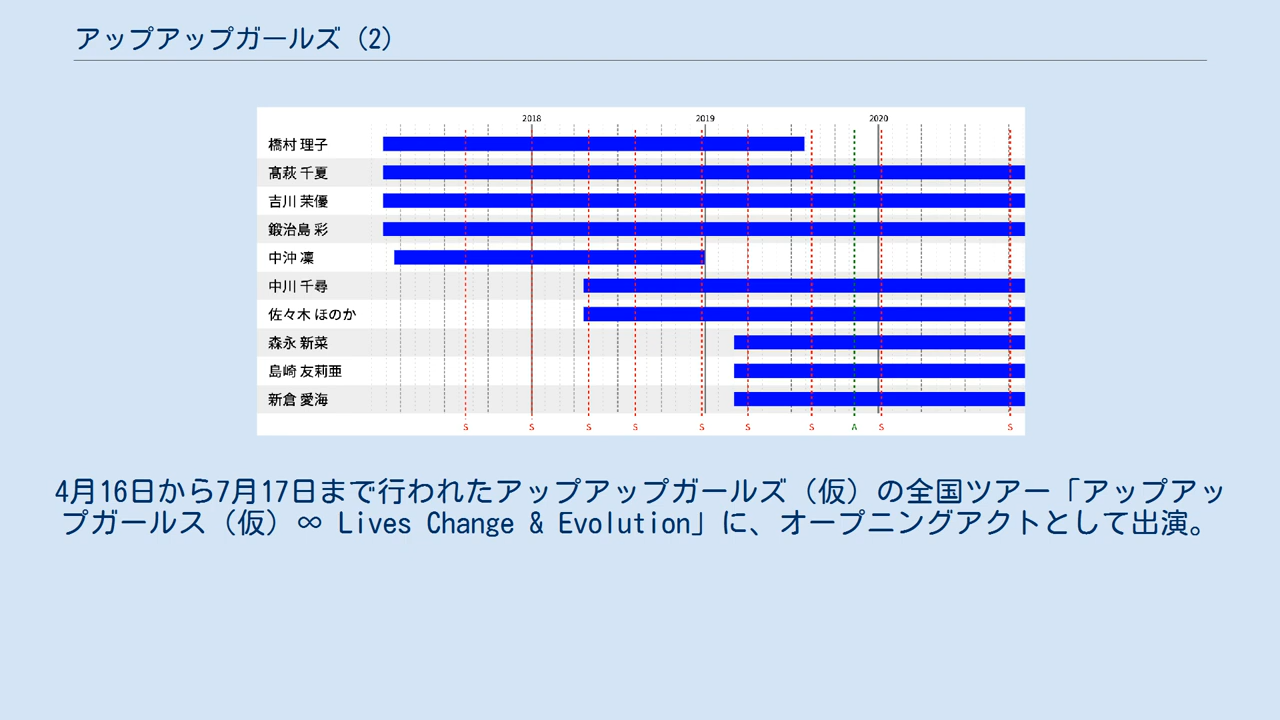 アップアップガールズ（2）
2018 2019 2020
橋村 理子
髙萩 千夏
吉川 茉優
鍛治島 彩
中沖 凜
中川 千尋
佐々木 ほのか
森永 新菜
島崎 友莉亜
新倉 愛海
S S S S S S S A S S
4月16日から7月17日まで行われたアップアップガールズ（仮）の全国ツアー「アップアッ
プガールス（仮）∞ Lives Change & Evolution」に、オープニングアクトとして出演。